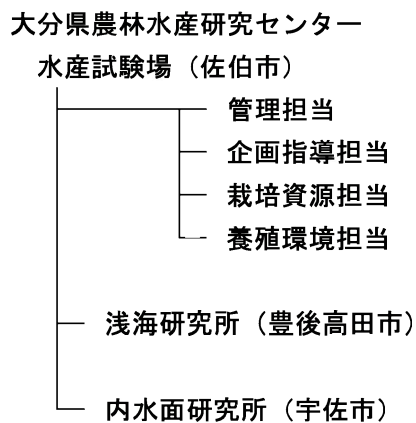 大分県農林水産研究センター
水産試験場（佐伯市）
管理担当
企画指導担当
栽培資源担当
養殖環境担当
浅海研究所（豊後高田市）
内水面研究所（宇佐市）